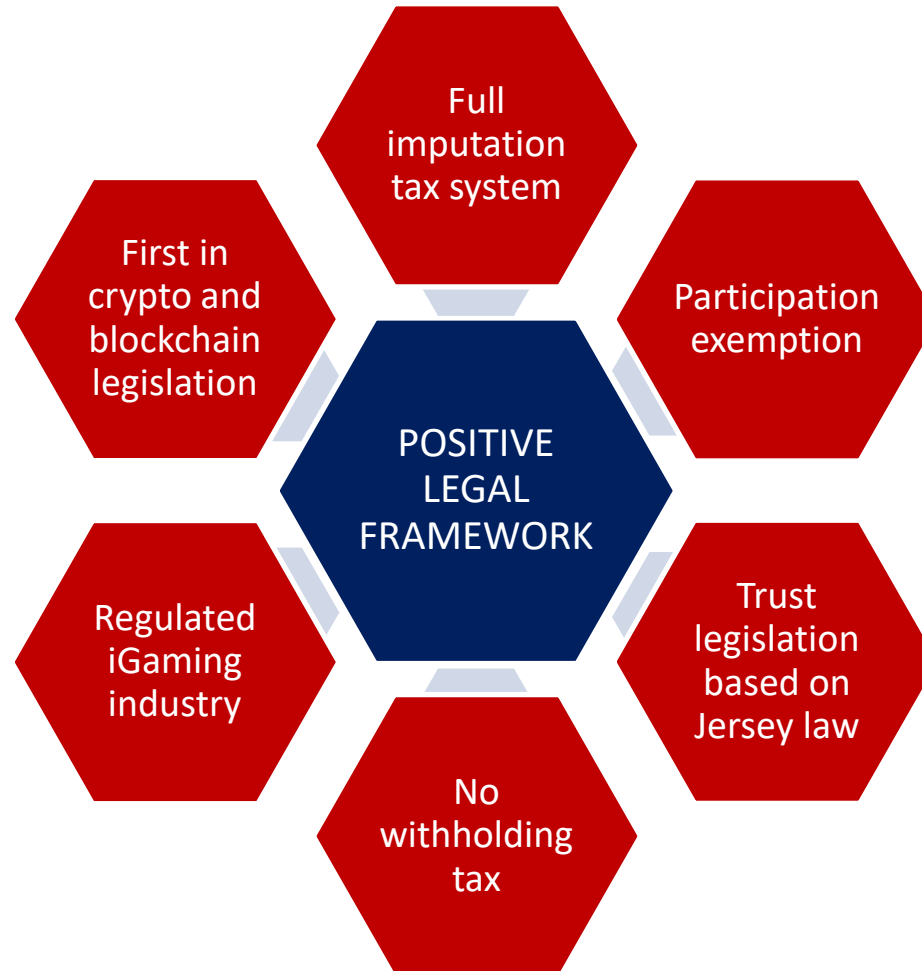 Full
imputation
tax system
First in
crypto and
blockchain
legislation
Participation
exemption
POSITIVE
LEGAL
FRAMEWORK
Regulated
iGaming
industry
Trust
legislation
based on
Jersey law
No
withholding
tax